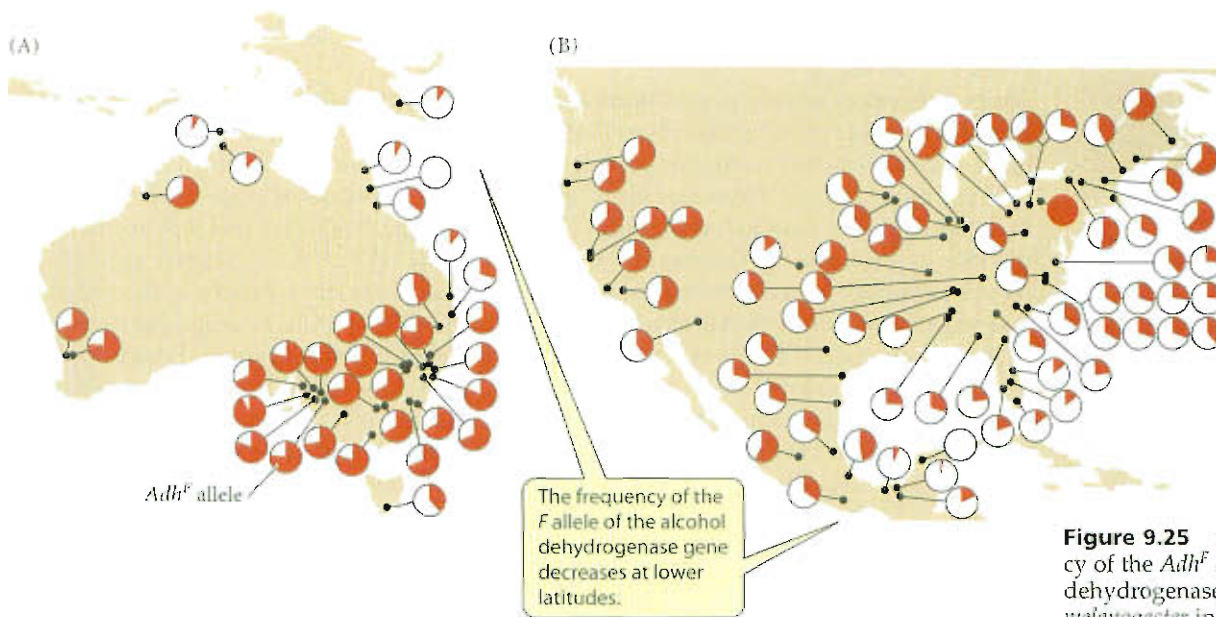 (A)
(B)
Adh^F allele
The frequency of the
F allele of the alcohol
dehydrogenase gene
decreases at lower
latitudes.
Figure 9.25
cy of the Adh^F
dehydrogenase
in